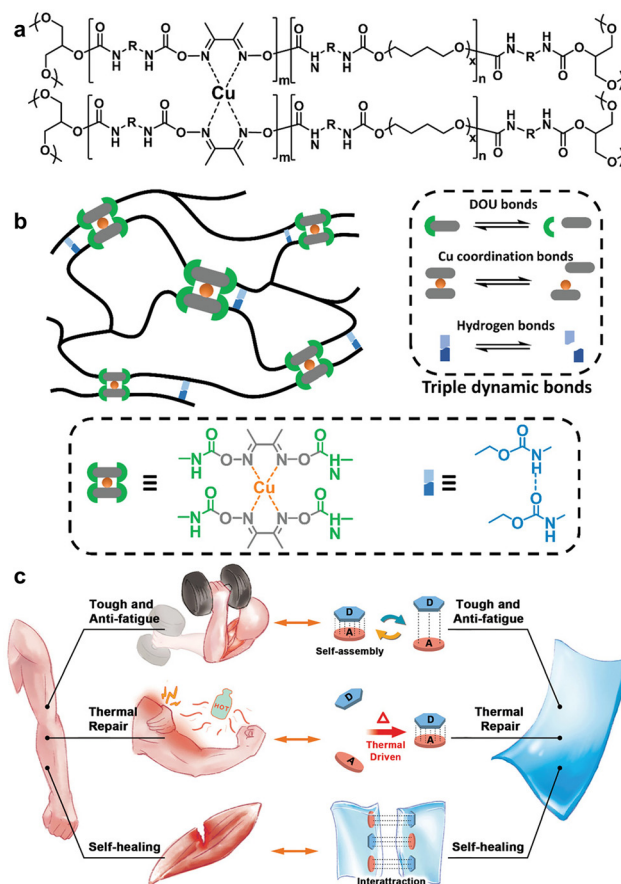 a
O H H O O H O O H H O
O O N R N O O N N O N R N O O x N R N O O
O H O N H O O
m n
Cu
O O N R N O O N N O N R N O O x N R N O O
O H H O O H O O H H O
N
m n
b
DOU bonds
Cu coordination bonds
Hydrogen bonds
Triple dynamic bonds
O O
N O N N O N
H H
N
Cu
O O
N O N N O N
H H
N
O
O N
H
O
O N
H
c
Tough and
Anti-fatigue
D
A
D
A
Self-assembly
Tough and
Anti-fatigue
Thermal
Repair
HOT
D
A
Δ
Thermal
Driven
D
A
Thermal
Repair
Self-healing
Interattraction
Self-healing